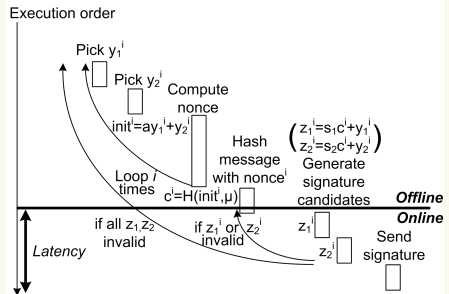 Execution order
Pick y₁ⁱ
Pick y₂ⁱ
Compute
nonce
initⁱ=ay₁ⁱ+y₂ⁱ
Hash
message
with nonceⁱ
(z₁ⁱ=s₁cⁱ+y₁ⁱ
z₂ⁱ=s₂cⁱ+y₂ⁱ)
Generate
signature
candidates
Loop i
times
cⁱ=H(initⁱ,μ)
Offline
Online
if all z₁,z₂
invalid
if z₁ⁱ or z₂ⁱ
invalid
z₁ⁱ
z₂ⁱ
Send
signature
Latency